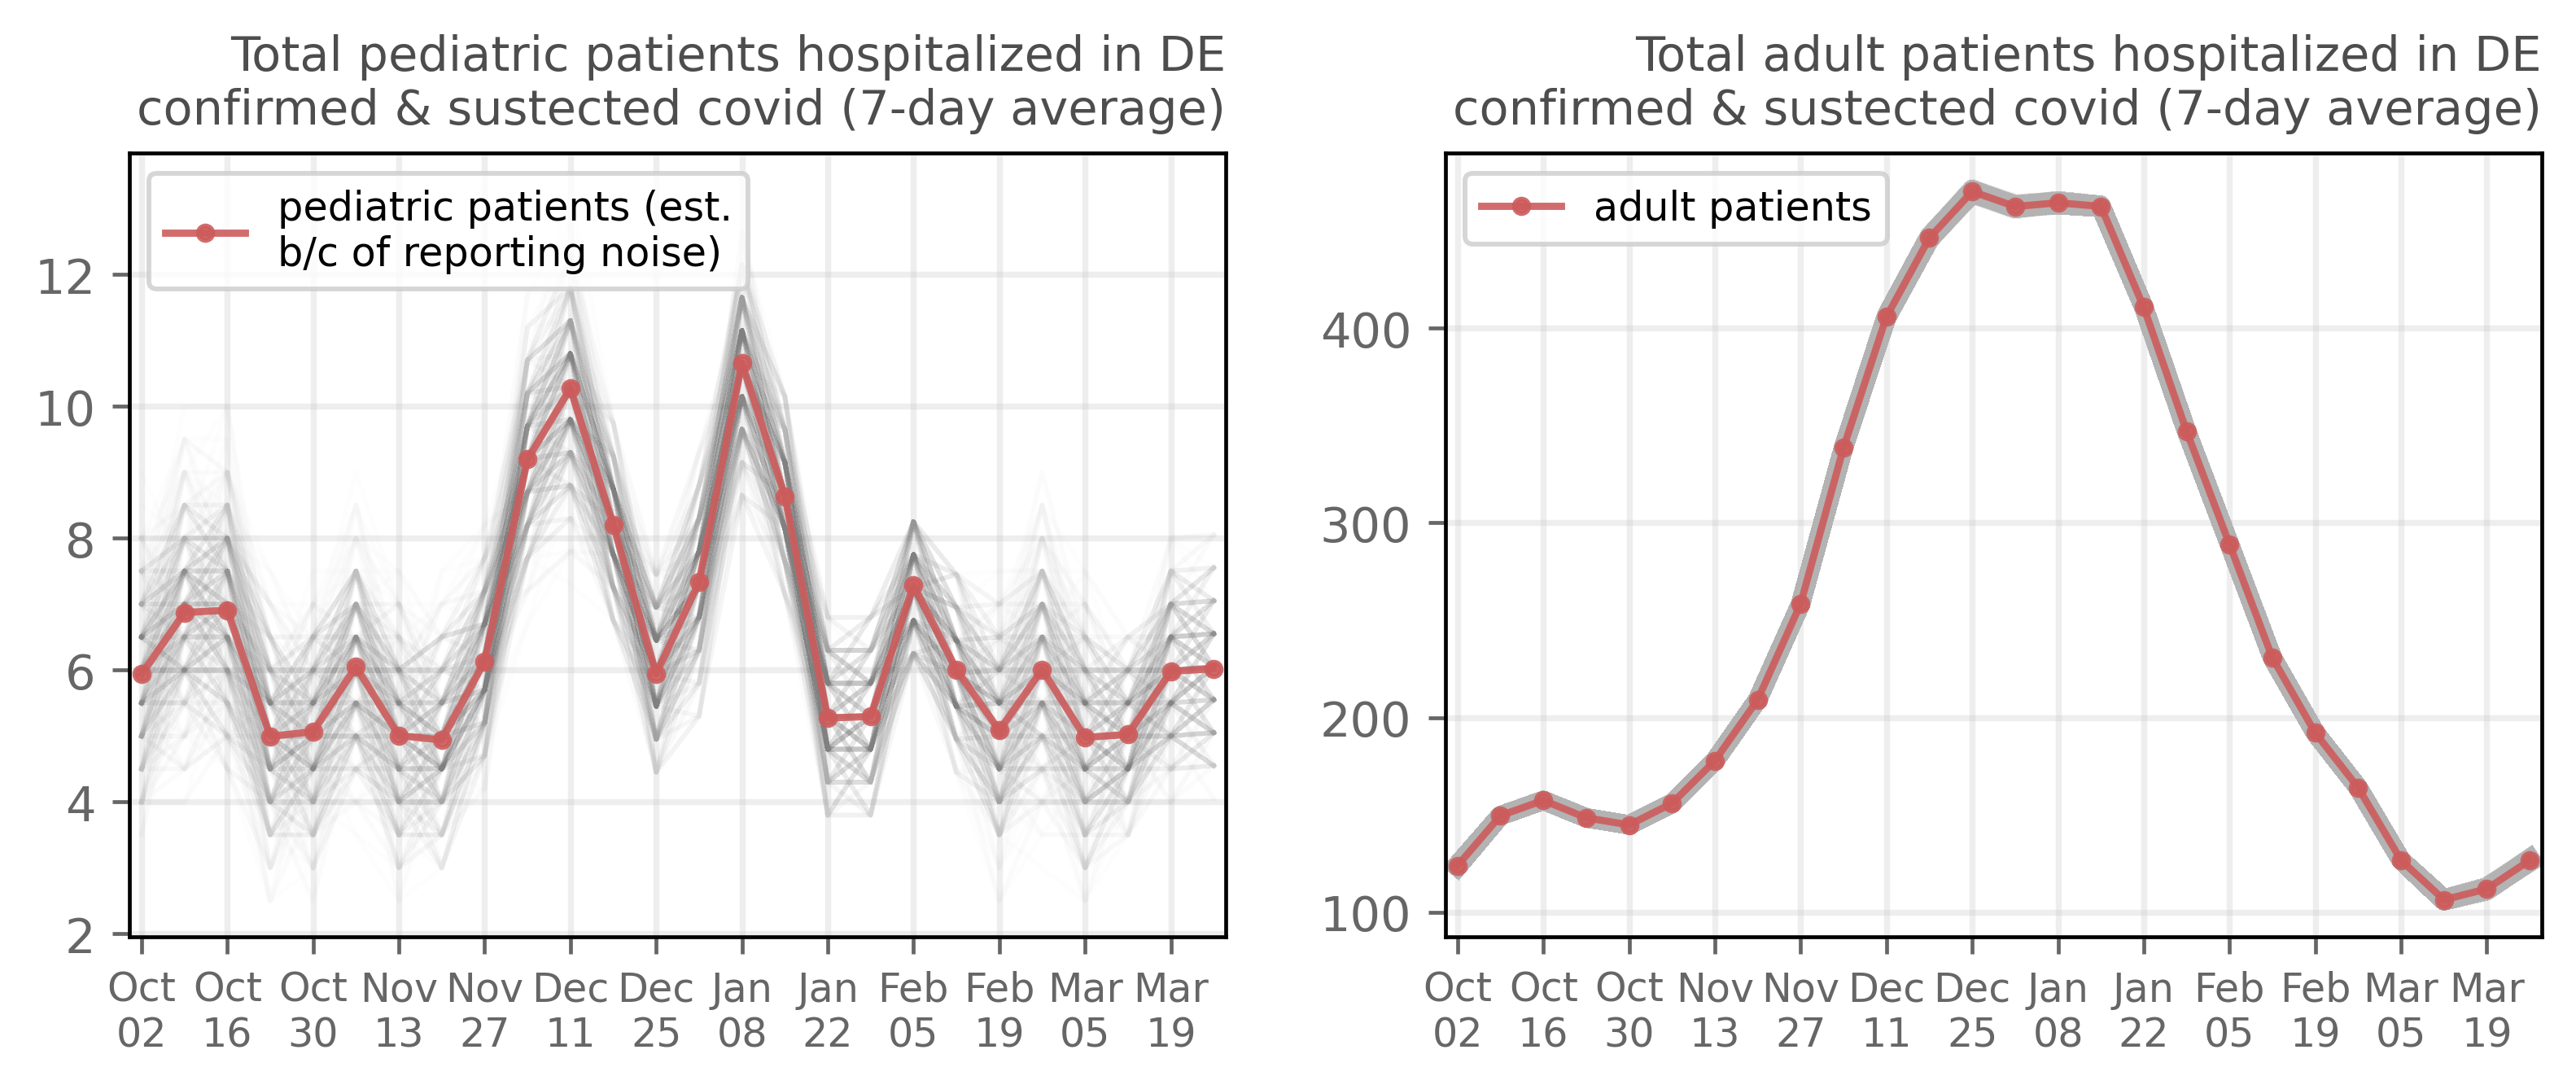 Total pediatric patients hospitalized in DE
confirmed & sustected covid (7-day average)
pediatric patients (est.
b/c of reporting noise)
12
10
8
6
4
2
Oct Oct Oct Nov Nov Dec Dec Jan Jan Feb Feb Mar Mar
02 16 30 13 27 11 25 08 22 05 19 05 19
Total adult patients hospitalized in DE
confirmed & sustected covid (7-day average)
adult patients
400
300
200
100
Oct Oct Oct Nov Nov Dec Dec Jan Jan Feb Feb Mar Mar
02 16 30 13 27 11 25 08 22 05 19 05 19